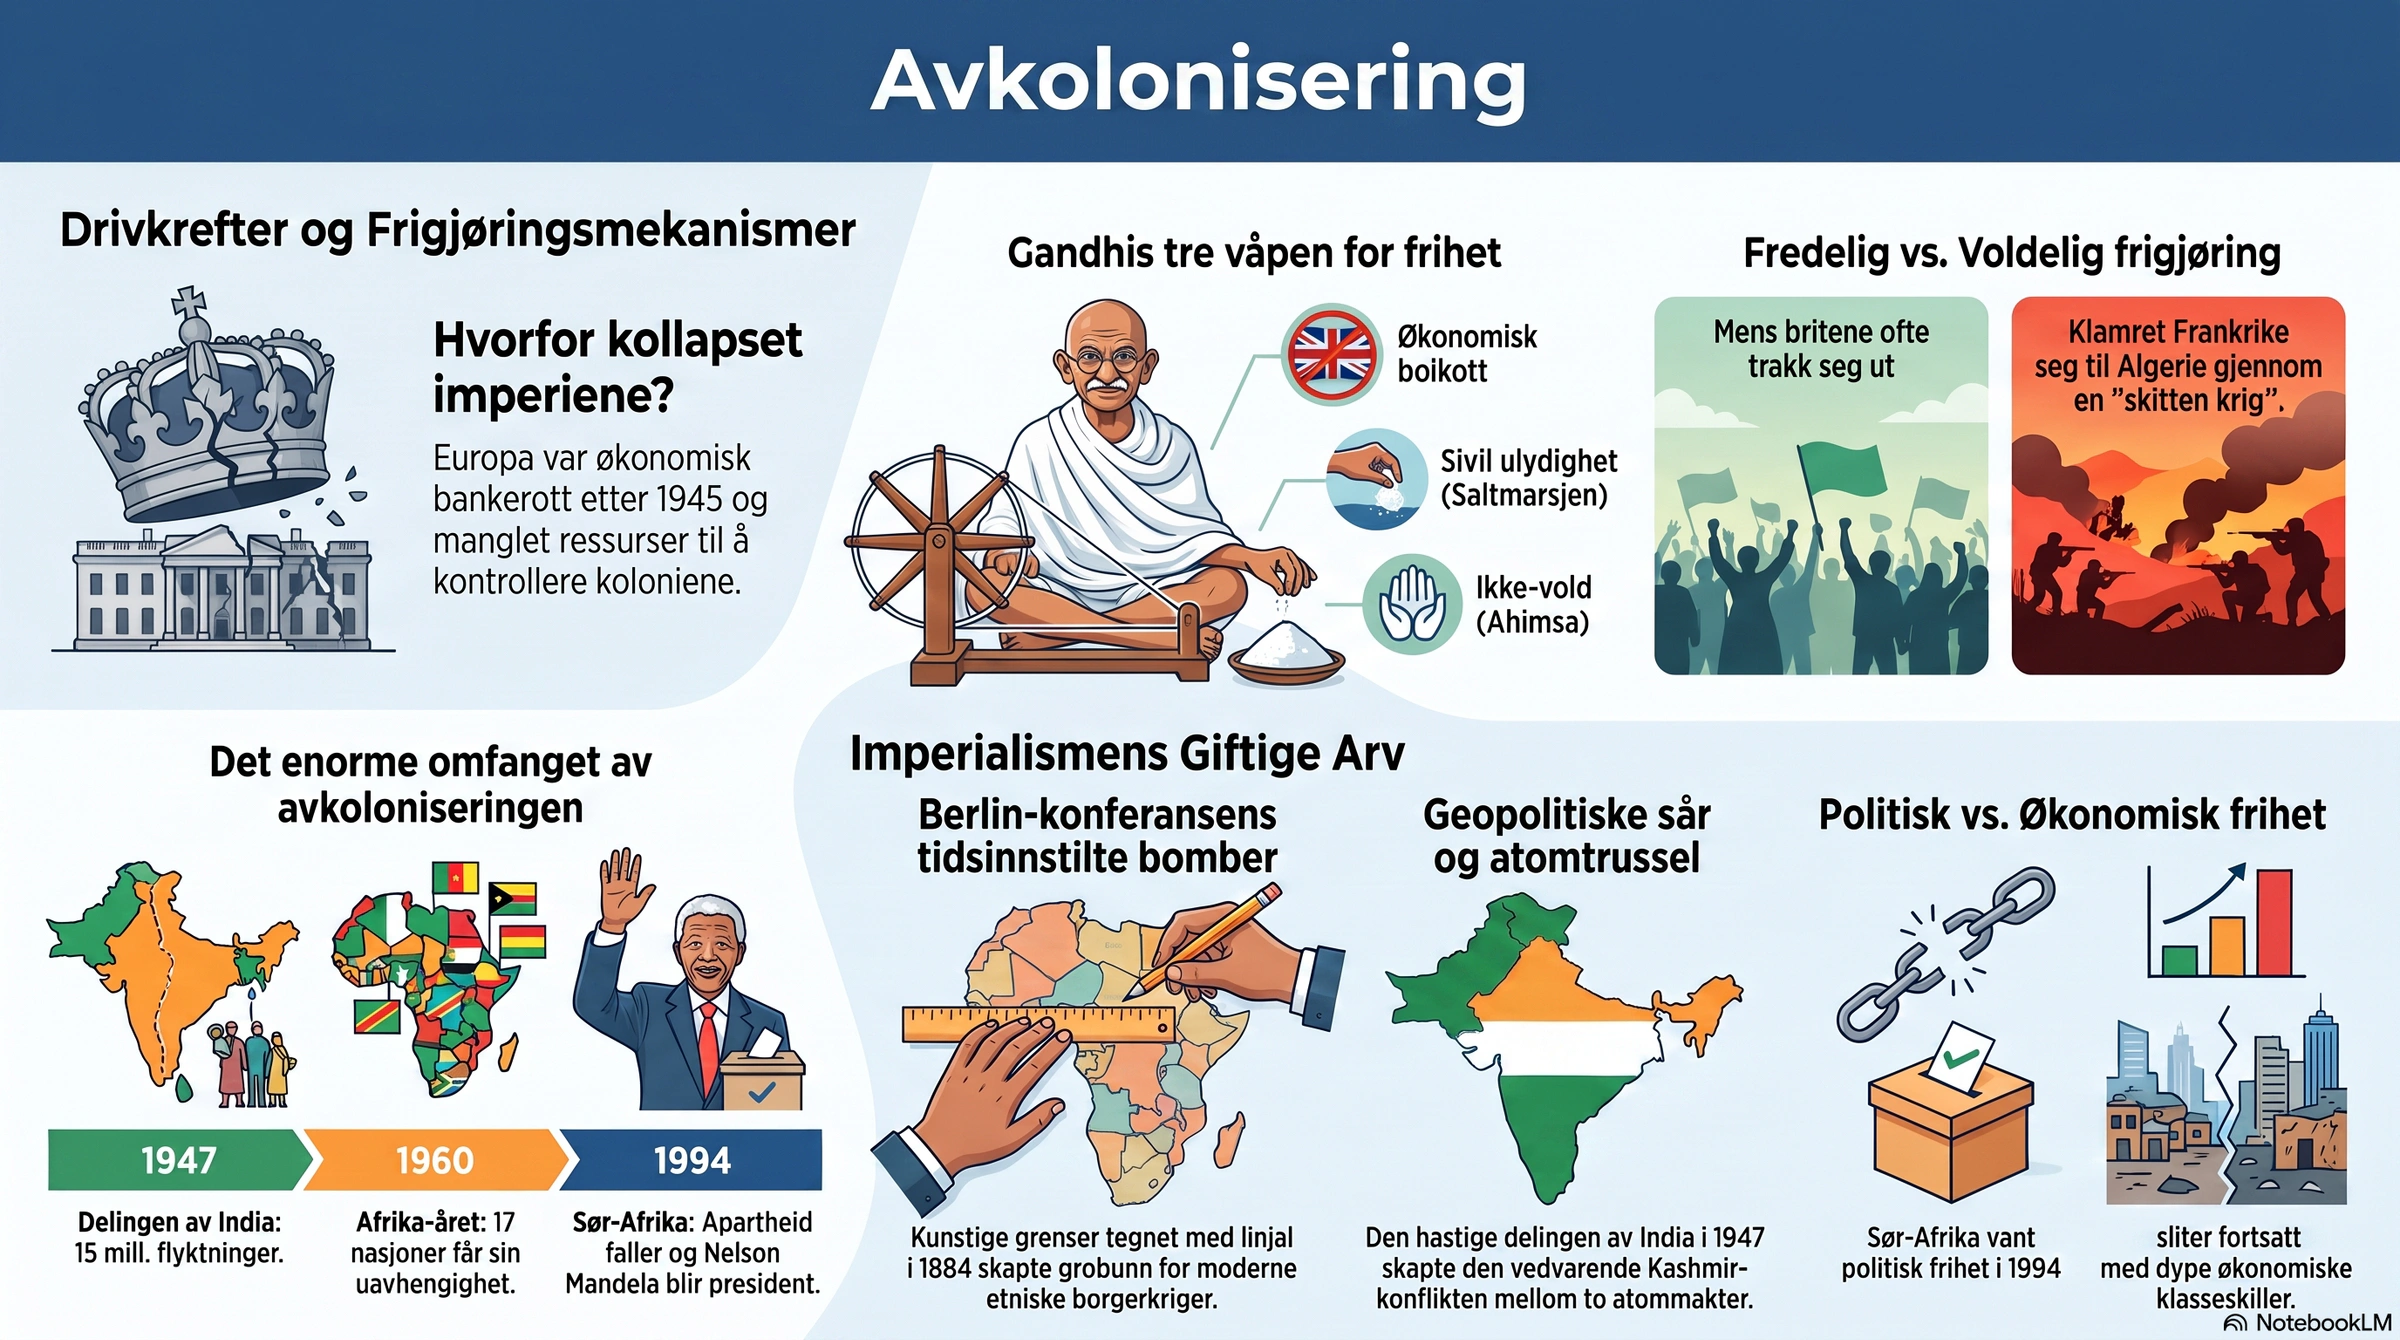 Avkolonisering
Drivkrefter og Frigjøringsmekanismer
Hvorfor kollapset
imperiene?
Europa var økonomisk
bankerott etter 1945 og
manglet ressurser til å
kontrollere koloniene.
Gandhis tre våpen for frihet
Økonomisk
boikott
Sivil ulydighet
(Saltmarsjen)
Ikke-vold
(Ahimsa)
Fredelig vs. Voldelig frigjøring
Mens britene ofte
trakk seg ut
Klamret Frankrike
seg til Algerie gjennom
en ”skitten krig”.
Det enorme omfanget av
avkoloniseringen
1947
Delingen av India:
15 mill. flyktninger.
1960
Afrika-året: 17
nasjoner får sin
uavhengighet.
1994
Sør-Afrika: Apartheid
faller og Nelson
Mandela blir president.
Imperialismens Giftige Arv
Berlin-konferansens
tidsinnstilte bomber
Kunstige grenser tegnet med linjal
i 1884 skapte grobunn for moderne
etniske borgerkriger.
Geopolitiske sår
og atomtrussel
Den hastige delingen av India i 1947
skapte den vedvarende Kashmir-
konflikten mellom to atommakter.
Politisk vs. Økonomisk frihet
Sør-Afrika vant
politisk frihet i 1994
sliter fortsatt
med dype økonomiske
klasseskiller.
NotebookLM